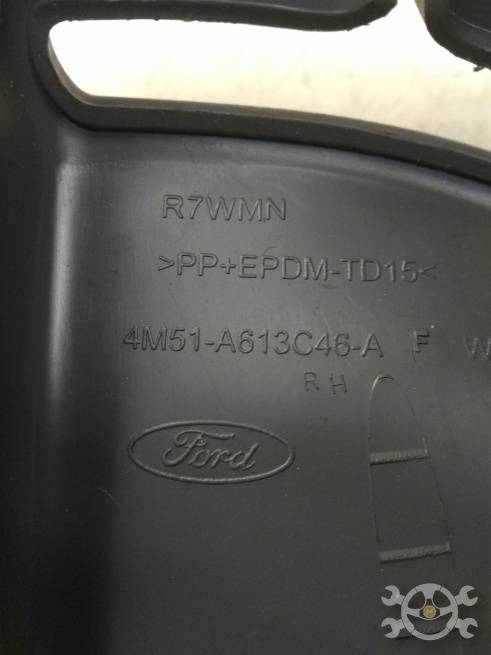 R7WMN
>PP+EPDM-TD15<
4M51-A613C46-A F W
RH
Ford